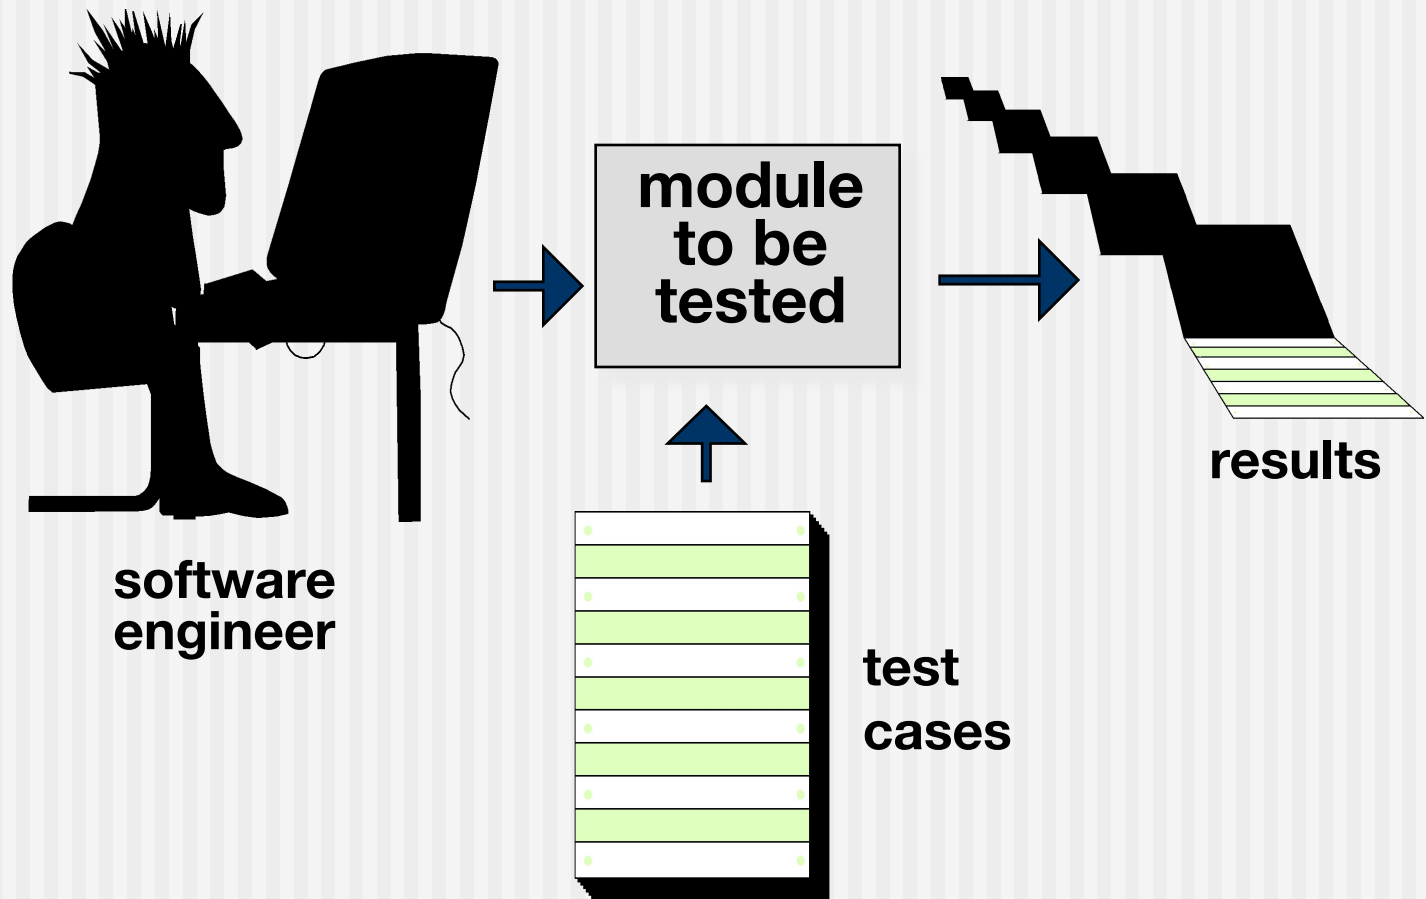 module
to be
tested
results
software
engineer
test
cases